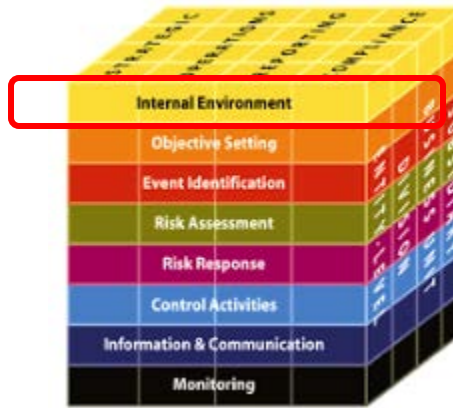 STRATEGIC
OPERATIONS
REPORTING
COMPLIANCE
Internal Environment
Objective Setting
Event Identification
Risk Assessment
Risk Response
Control Activities
Information & Communication
Monitoring